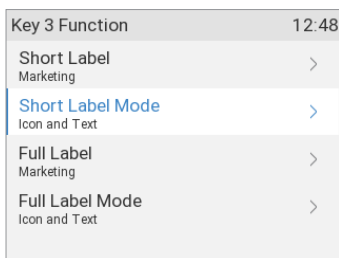 Key 3 Function 12:48
Short Label
Marketing
Short Label Mode
Icon and Text
Full Label
Marketing
Full Label Mode
Icon and Text